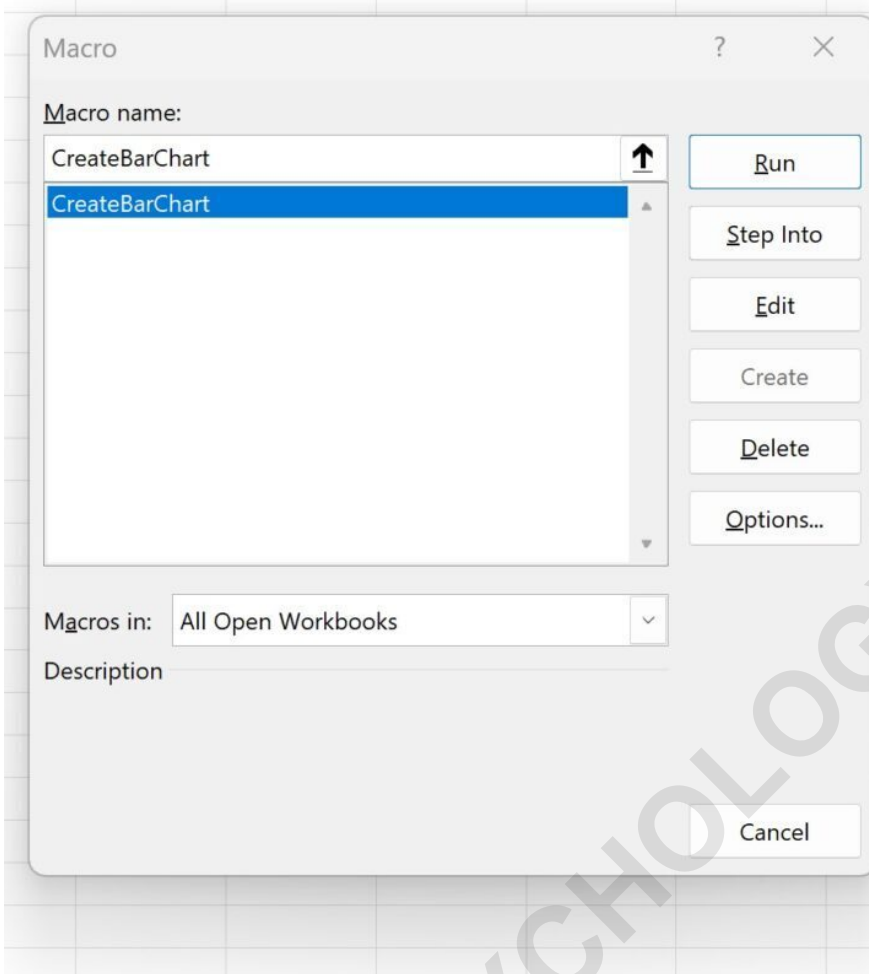 Macro
?
Macro name:
CreateBarChart
CreateBarChart
Run
Step Into
Edit
Create
Delete
Options...
Macros in: All Open Workbooks
Description
Cancel